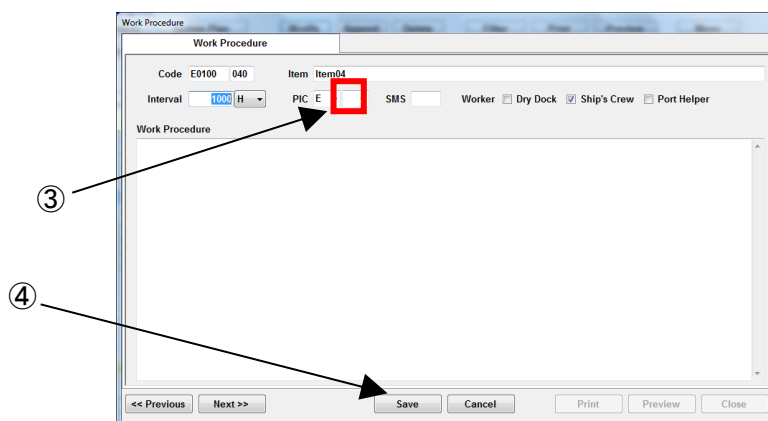 Work Procedure
Work Procedure
Code E0100 040 Item Item04
Interval 1000 H PIC E SMS Worker Dry Dock Ship's Crew Port Helper
Work Procedure
③
④
<< Previous Next >> Save Cancel Print Preview Close